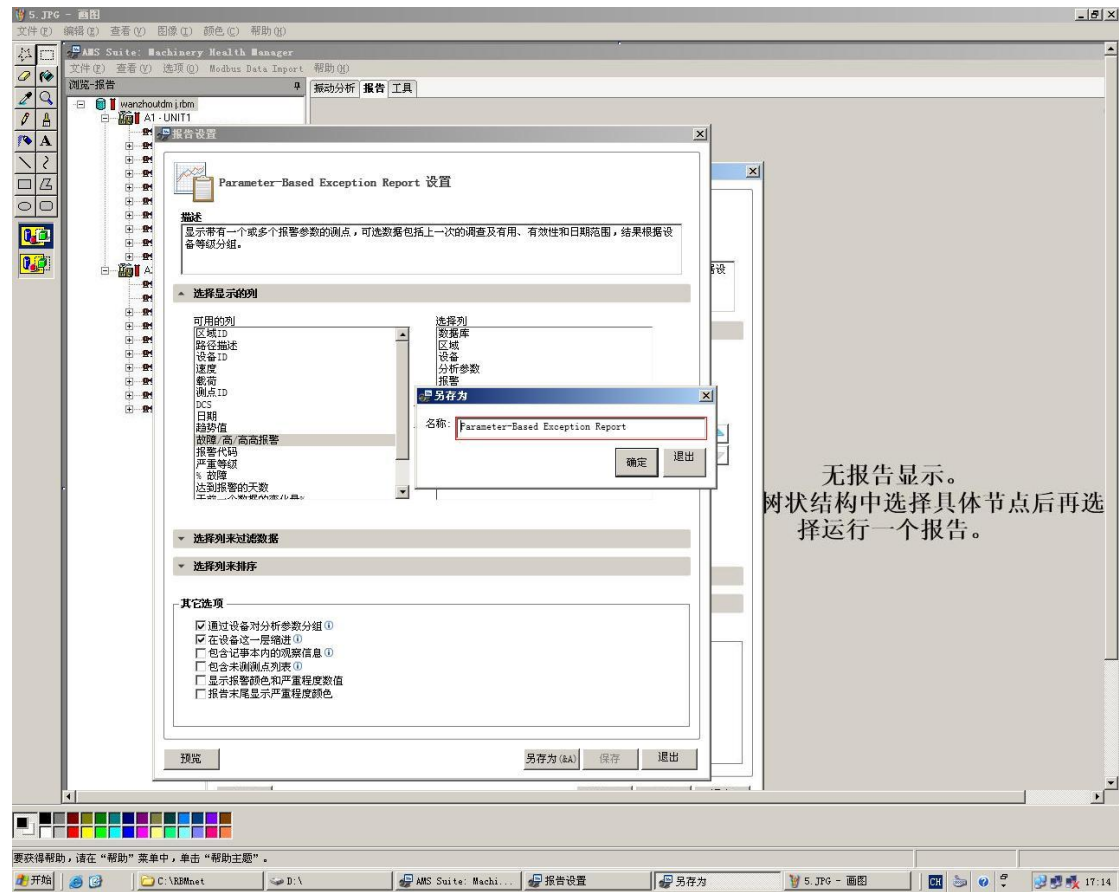 5.JPG - 画图
文件(F) 编辑(E) 查看(V) 图像(I) 颜色(C) 帮助(H)
AMS Suite: Machinery Health Manager
文件(F) 查看(V) 选项(O) Modbus Data Import 帮助(H)
浏览-报告
振动分析 报告 工具
wanzhoutdmj.rbm
A1 - UNIT1
报告设置
Parameter-Based Exception Report 设置
描述
显示带有一个或多个报警参数的测点，可选数据包括上一次的调查及有用、有效性和日期范围，结果根据设
备等级分组。
选择显示的列
可用的列
区域ID
路径描述
设备ID
速度
载荷
测点ID
DCS
日期
趋势值
故障/高/高高报警
报警代码
严重等级
% 故障
达到报警的天数
选择列
数据库
区域
设备
分析参数
报警
另存为
名称: Parameter-Based Exception Report
确定 退出
无报告显示。
树状结构中选择具体节点后再选
择运行一个报告。
选择列来过滤数据
选择列来排序
其它选项
通过设备对分析参数分组
在设备这一层缩进
包含记事本内的观察信息
包含未测测点列表
显示报警颜色和严重程度数值
报告末尾显示严重程度颜色
预览 另存为(&A) 保存 退出
要获得帮助，请在“帮助”菜单中，单击“帮助主题”。
开始 C:\RBMnet D:\ AMS Suite: Machi... 报告设置 另存为 5.JPG - 画图 CH 17:14